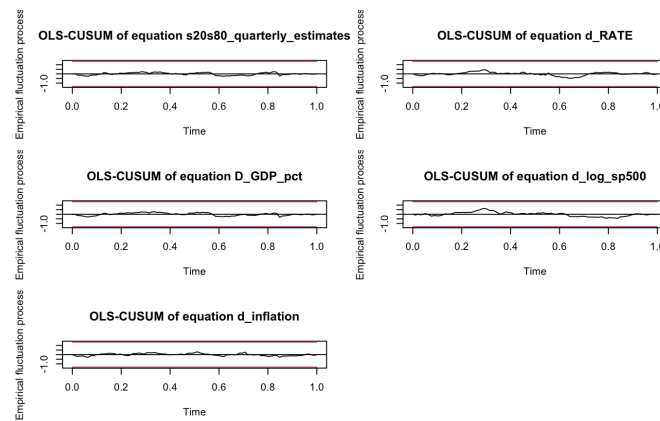 OLS-CUSUM of equation s20s80_quarterly_estimates
Empirical fluctuation process
-1.0
0.0 0.2 0.4 0.6 0.8 1.0
Time
OLS-CUSUM of equation d_RATE
Empirical fluctuation process
-1.0
0.0 0.2 0.4 0.6 0.8 1.0
Time
OLS-CUSUM of equation D_GDP_pct
Empirical fluctuation process
-1.0
0.0 0.2 0.4 0.6 0.8 1.0
Time
OLS-CUSUM of equation d_log_sp500
Empirical fluctuation process
-1.0
0.0 0.2 0.4 0.6 0.8 1.0
Time
OLS-CUSUM of equation d_inflation
Empirical fluctuation process
-1.0
0.0 0.2 0.4 0.6 0.8 1.0
Time